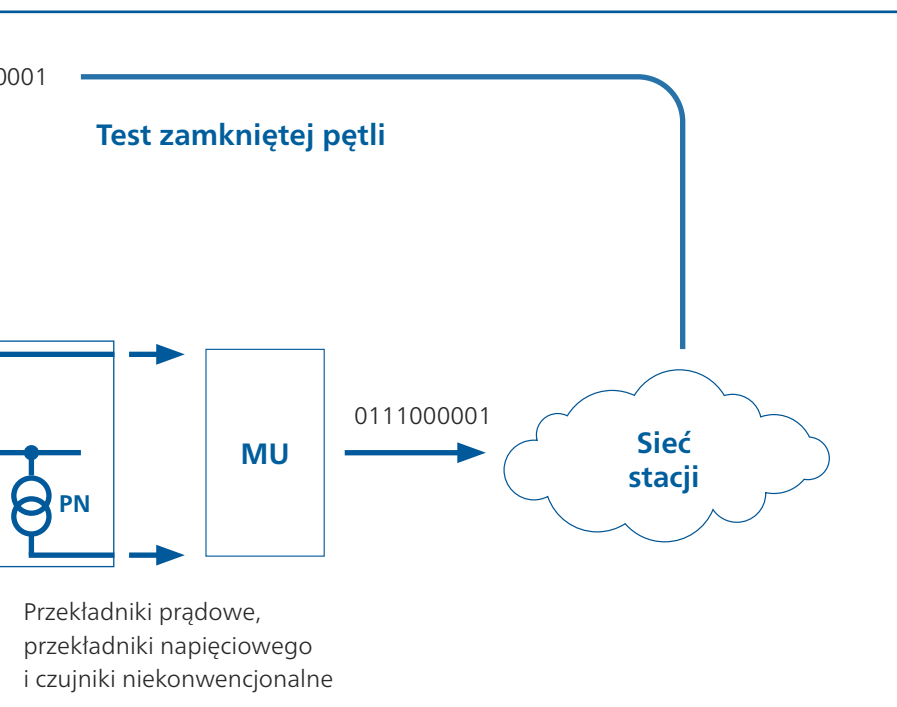 0001
Test zamkniętej pętli
0111000001
MU
Sieć
stacji
PN
Przekładniki prądowe,
przekładniki napięciowego
i czujniki niekonwencjonalne